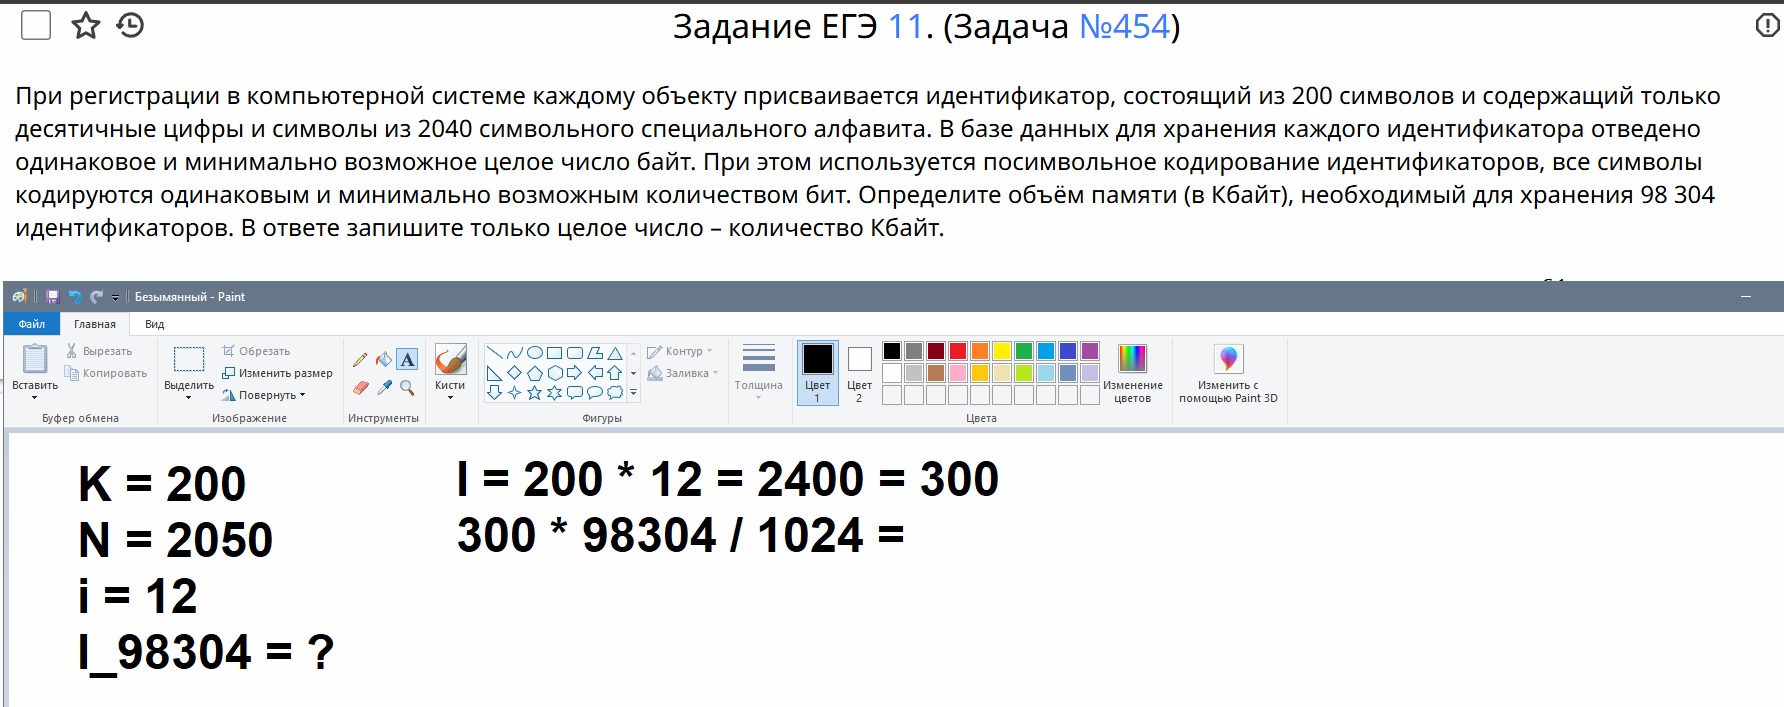 Задание ЕГЭ 11. (Задача №454)
При регистрации в компьютерной системе каждому объекту присваивается идентификатор, состоящий из 200 символов и содержащий только
десятичные цифры и символы из 2040 символьного специального алфавита. В базе данных для хранения каждого идентификатора отведено
одинаковое и минимально возможное целое число байт. При этом используется посимвольное кодирование идентификаторов, все символы
кодируются одинаковым и минимально возможным количеством бит. Определите объём памяти (в Кбайт), необходимый для хранения 98 304
идентификаторов. В ответе запишите только целое число – количество Кбайт.
Безымянный - Paint
Файл Главная Вид
Вставить
Вырезать
Копировать
Буфер обмена
Выделить
Обрезать
Изменить размер
Повернуть
Изображение
A
Инструменты
Кисти
Контур
Заливка
Фигуры
Толщина
Цвет 1
Цвет 2
Изменение цветов
Цвета
Изменить с помощью Paint 3D
K = 200
N = 2050
i = 12
I_98304 = ?
I = 200 * 12 = 2400 = 300
300 * 98304 / 1024 =